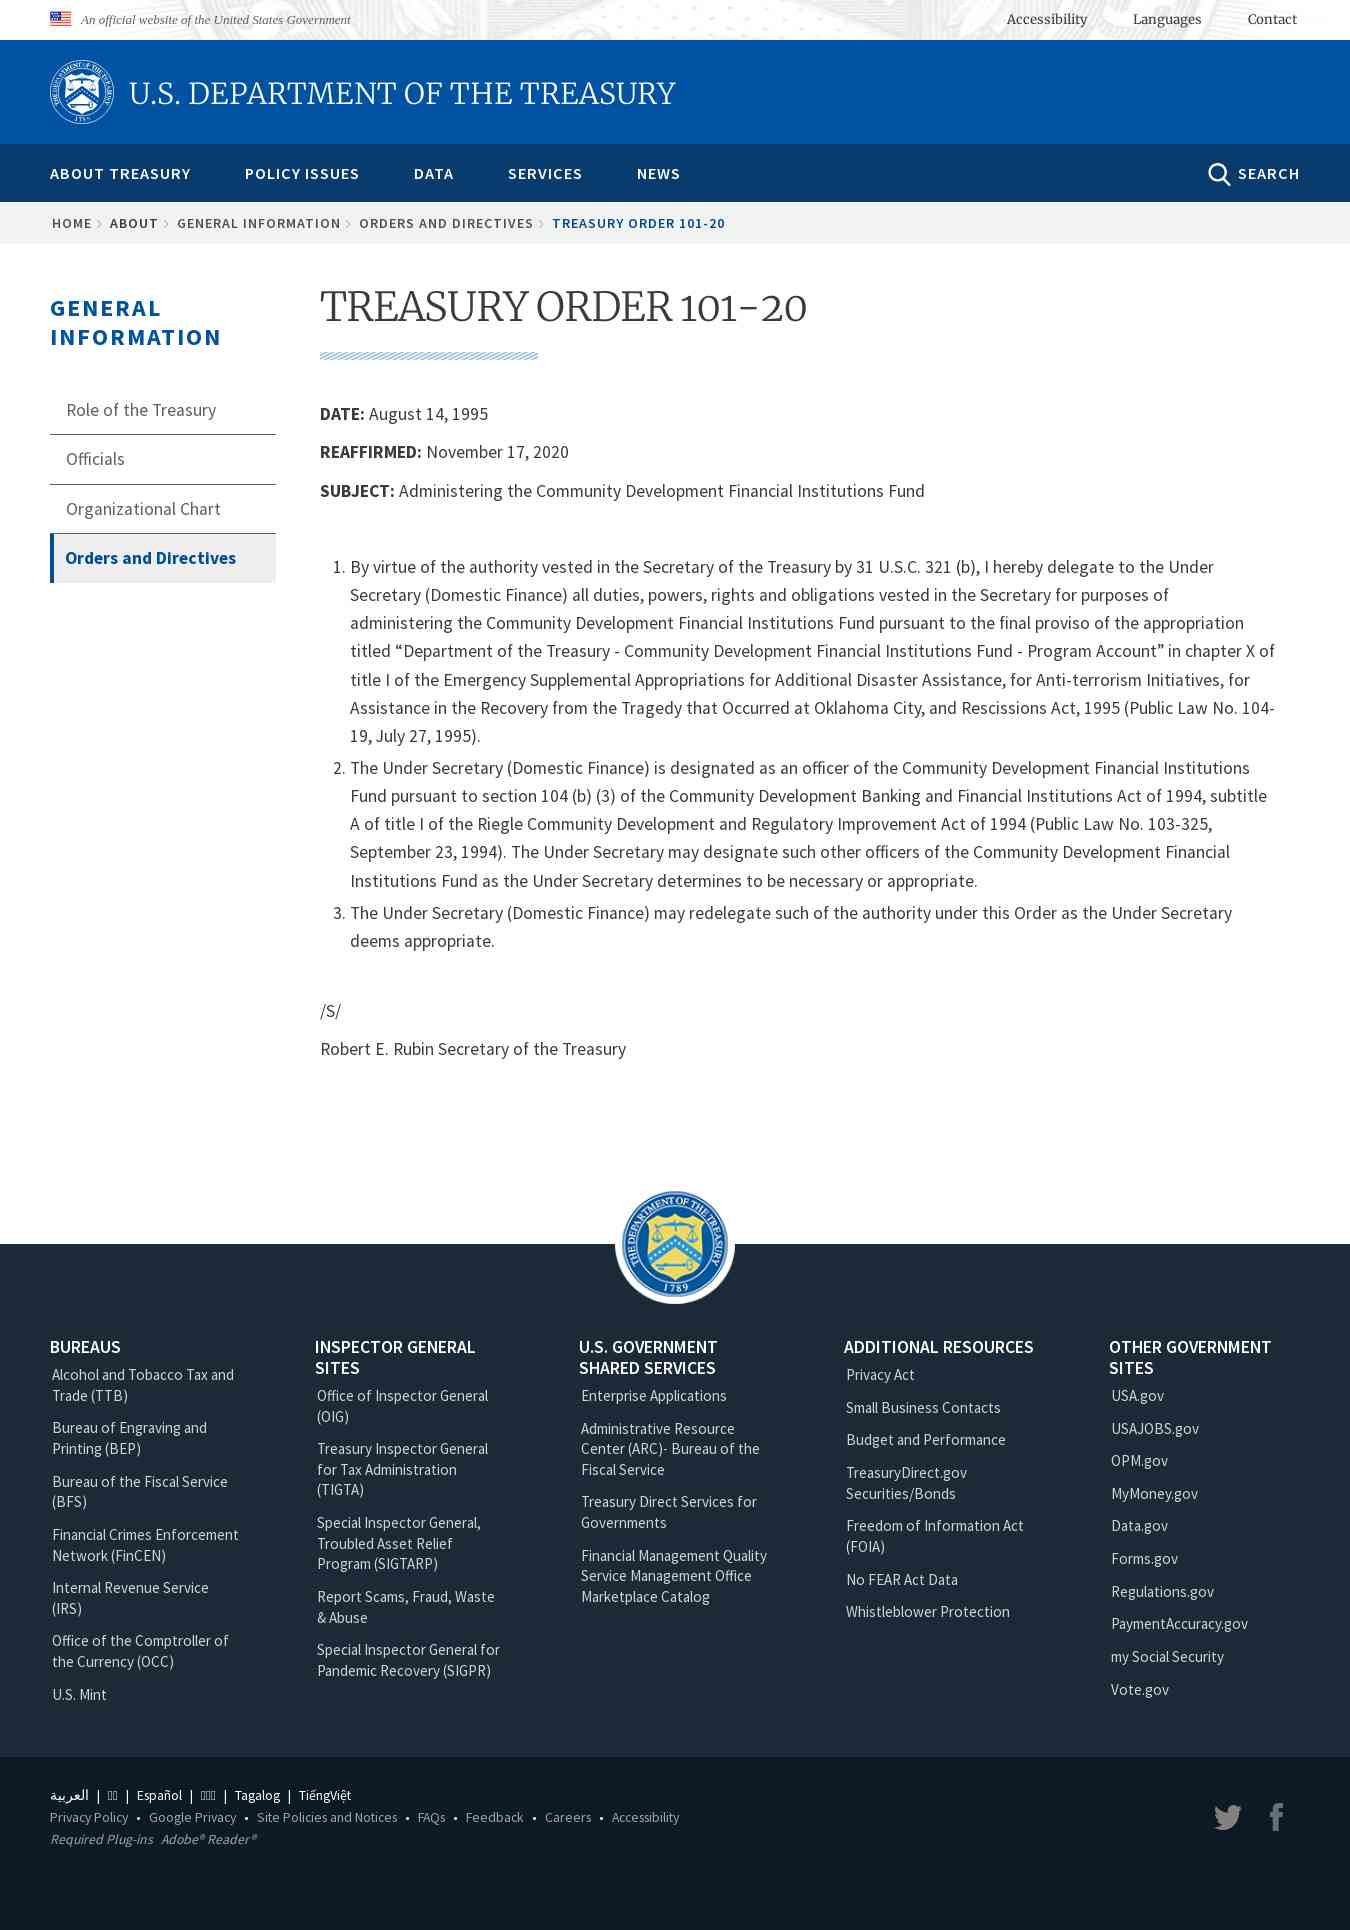 An official website of the United States Government
Accessibility Languages Contact
U.S. DEPARTMENT OF THE TREASURY
ABOUT TREASURY POLICY ISSUES DATA SERVICES NEWS SEARCH
HOME ABOUT GENERAL INFORMATION ORDERS AND DIRECTIVES TREASURY ORDER 101-20
GENERAL
INFORMATION
Role of the Treasury
Officials
Organizational Chart
Orders and Directives
TREASURY ORDER 101-20
DATE: August 14, 1995
REAFFIRMED: November 17, 2020
SUBJECT: Administering the Community Development Financial Institutions Fund
1. By virtue of the authority vested in the Secretary of the Treasury by 31 U.S.C. 321 (b), I hereby delegate to the Under
Secretary (Domestic Finance) all duties, powers, rights and obligations vested in the Secretary for purposes of
administering the Community Development Financial Institutions Fund pursuant to the final proviso of the appropriation
titled “Department of the Treasury - Community Development Financial Institutions Fund - Program Account” in chapter X of
title I of the Emergency Supplemental Appropriations for Additional Disaster Assistance, for Anti-terrorism Initiatives, for
Assistance in the Recovery from the Tragedy that Occurred at Oklahoma City, and Rescissions Act, 1995 (Public Law No. 104-
19, July 27, 1995).
2. The Under Secretary (Domestic Finance) is designated as an officer of the Community Development Financial Institutions
Fund pursuant to section 104 (b) (3) of the Community Development Banking and Financial Institutions Act of 1994, subtitle
A of title I of the Riegle Community Development and Regulatory Improvement Act of 1994 (Public Law No. 103-325,
September 23, 1994). The Under Secretary may designate such other officers of the Community Development Financial
Institutions Fund as the Under Secretary determines to be necessary or appropriate.
3. The Under Secretary (Domestic Finance) may redelegate such of the authority under this Order as the Under Secretary
deems appropriate.
/S/
Robert E. Rubin Secretary of the Treasury
THE DEPARTMENT OF THE TREASURY
1789
BUREAUS
Alcohol and Tobacco Tax and
Trade (TTB)
Bureau of Engraving and
Printing (BEP)
Bureau of the Fiscal Service
(BFS)
Financial Crimes Enforcement
Network (FinCEN)
Internal Revenue Service
(IRS)
Office of the Comptroller of
the Currency (OCC)
U.S. Mint
INSPECTOR GENERAL
SITES
Office of Inspector General
(OIG)
Treasury Inspector General
for Tax Administration
(TIGTA)
Special Inspector General,
Troubled Asset Relief
Program (SIGTARP)
Report Scams, Fraud, Waste
& Abuse
Special Inspector General for
Pandemic Recovery (SIGPR)
U.S. GOVERNMENT
SHARED SERVICES
Enterprise Applications
Administrative Resource
Center (ARC)- Bureau of the
Fiscal Service
Treasury Direct Services for
Governments
Financial Management Quality
Service Management Office
Marketplace Catalog
ADDITIONAL RESOURCES
Privacy Act
Small Business Contacts
Budget and Performance
TreasuryDirect.gov
Securities/Bonds
Freedom of Information Act
(FOIA)
No FEAR Act Data
Whistleblower Protection
OTHER GOVERNMENT
SITES
USA.gov
USAJOBS.gov
OPM.gov
MyMoney.gov
Data.gov
Forms.gov
Regulations.gov
PaymentAccuracy.gov
my Social Security
Vote.gov
العربية | | Español | | Tagalog | TiếngViệt
Privacy Policy • Google Privacy • Site Policies and Notices • FAQs • Feedback • Careers • Accessibility
Required Plug-ins Adobe® Reader®